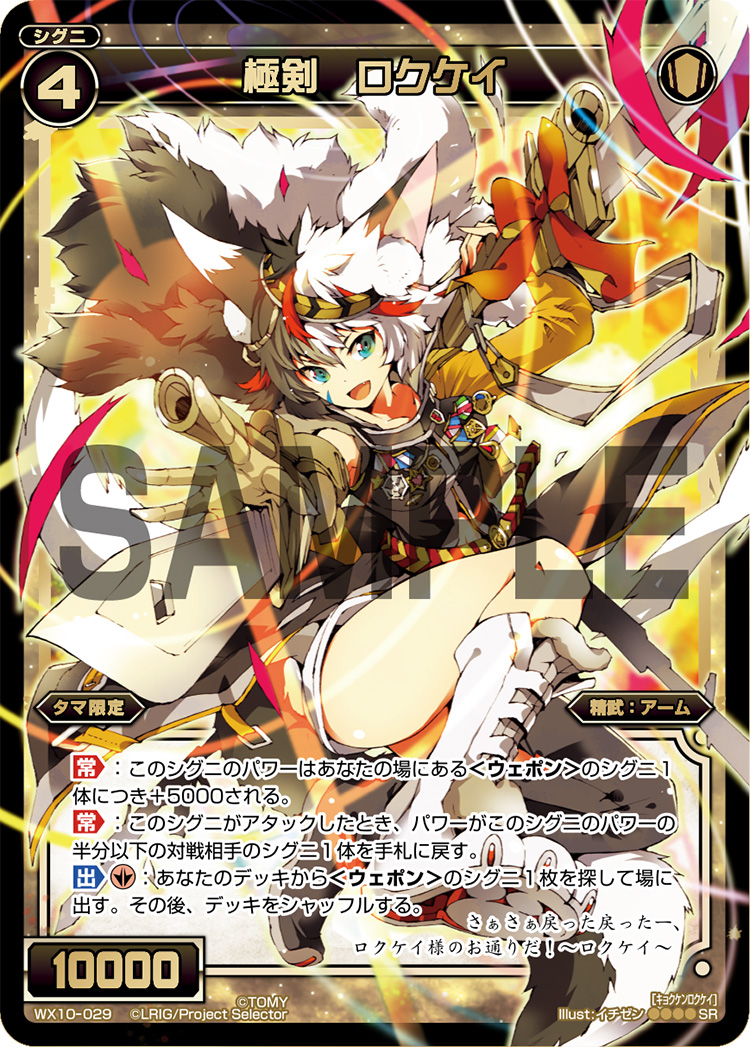 シグニ
4
極剣　ロクケイ
SAMPLE
タマ限定
精武：アーム
常：このシグニのパワーはあなたの場にある<ウェポン>のシグニ１
体につき+5000される。
常：このシグニがアタックしたとき、パワーがこのシグニのパワーの
半分以下の対戦相手のシグニ１体を手札に戻す。
出：あなたのデッキから<ウェポン>のシグニ１枚を探して場に
出す。その後、デッキをシャッフルする。
さぁさぁ戻った戻ったー、
ロクケイ様のお通りだ！～ロクケイ～
10000
©TOMY
[キョクケンロクケイ]
WX10-029 ©LRIG/Project Selector
Illust:イチゼン SR